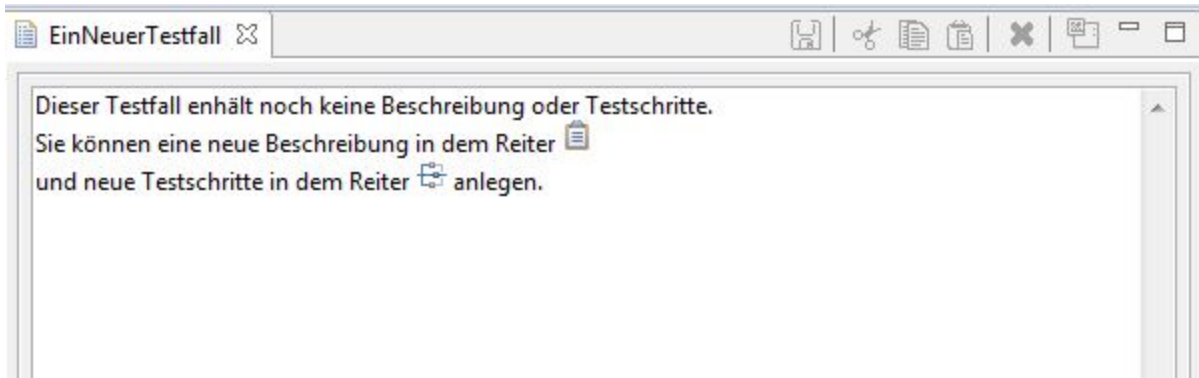 EinNeuerTestfall
Dieser Testfall enhält noch keine Beschreibung oder Testschritte.
Sie können eine neue Beschreibung in dem Reiter
und neue Testschritte in dem Reiter anlegen.